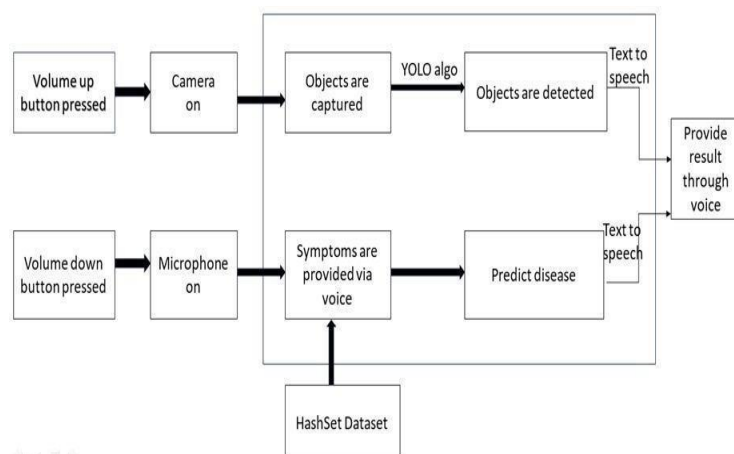 Volume up
button pressed
Camera
on
Objects are
captured
YOLO algo
Objects are detected
Text to
speech
Provide
result
through
voice
Volume down
button pressed
Microphone
on
Symptoms are
provided via
voice
Predict disease
Text to
speech
HashSet Dataset